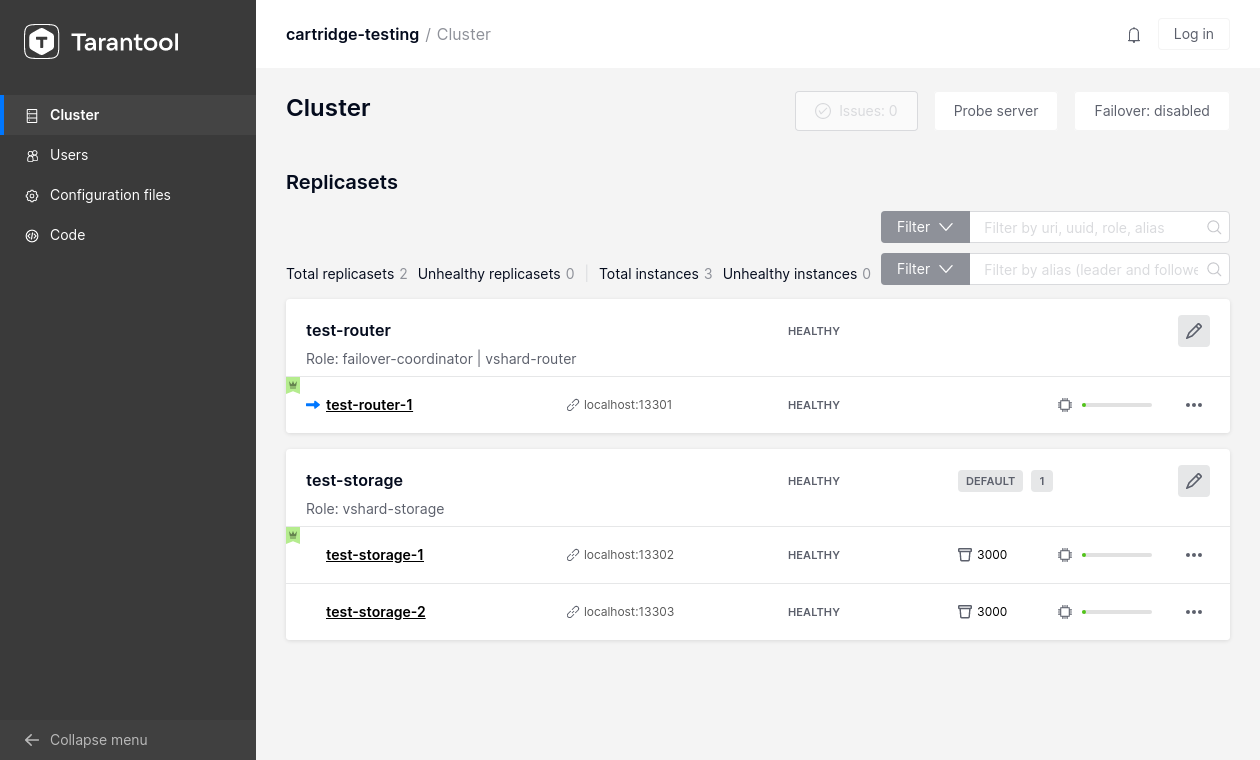 Tarantool
cartridge-testing / Cluster
Log in
Cluster
Users
Configuration files
Code
Collapse menu
Cluster
Issues: 0
Probe server
Failover: disabled
Replicasets
Filter
Filter by uri, uuid, role, alias
Total replicasets 2 Unhealthy replicasets 0 Total instances 3 Unhealthy instances 0
Filter
Filter by alias (leader and followe
test-router HEALTHY
Role: failover-coordinator | vshard-router
test-router-1 localhost:13301 HEALTHY
test-storage HEALTHY DEFAULT 1
Role: vshard-storage
test-storage-1 localhost:13302 HEALTHY 3000
test-storage-2 localhost:13303 HEALTHY 3000